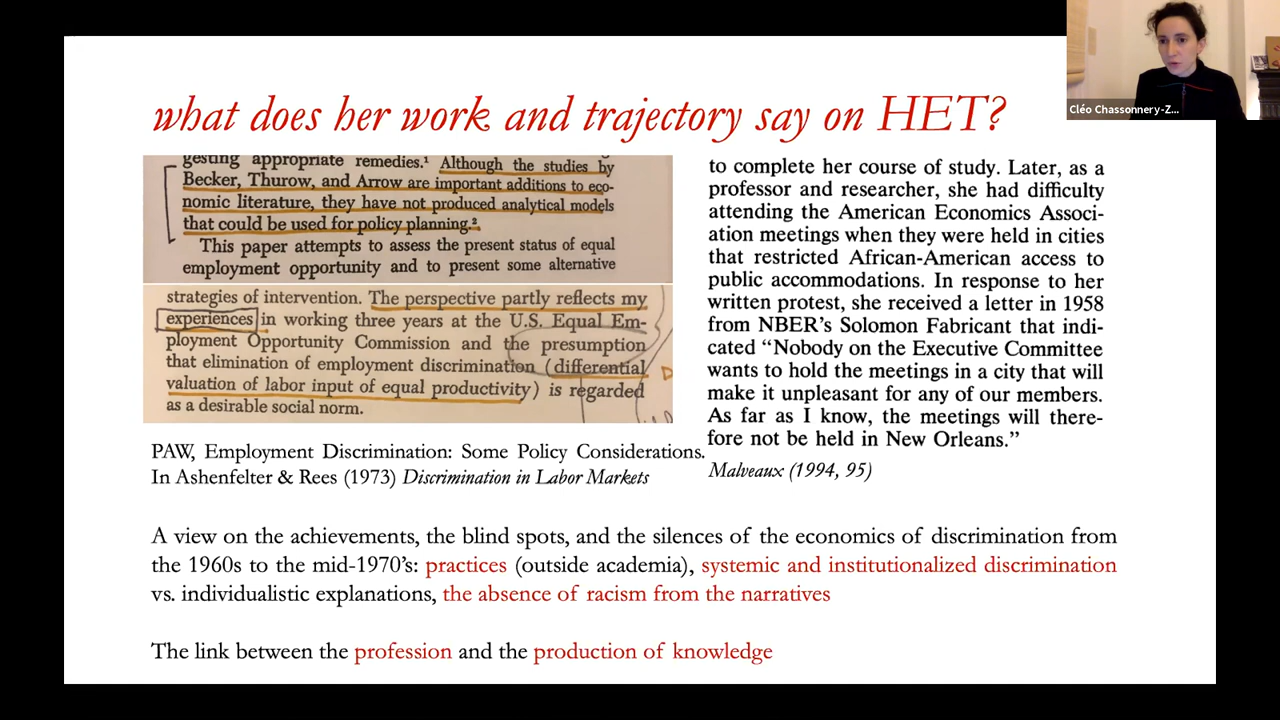 Cléo Chassonnery-Z...
what does her work and trajectory say on HET?
gesting appropriate remedies.¹ Although the studies by
Becker, Thurow, and Arrow are important additions to eco-
nomic literature, they have not produced analytical models
that could be used for policy planning.²
This paper attempts to assess the present status of equal
employment opportunity and to present some alternative
strategies of intervention. The perspective partly reflects my
experiences in working three years at the U.S. Equal Em-
ployment Opportunity Commission and the presumption
that elimination of employment discrimination (differential
valuation of labor input of equal productivity) is regarded
as a desirable social norm.
PAW, Employment Discrimination: Some Policy Considerations.
In Ashenfelter & Rees (1973) Discrimination in Labor Markets
to complete her course of study. Later, as a
professor and researcher, she had difficulty
attending the American Economics Associ-
ation meetings when they were held in cities
that restricted African-American access to
public accommodations. In response to her
written protest, she received a letter in 1958
from NBER's Solomon Fabricant that indi-
cated “Nobody on the Executive Committee
wants to hold the meetings in a city that will
make it unpleasant for any of our members.
As far as I know, the meetings will there-
fore not be held in New Orleans.”
Malveaux (1994, 95)
A view on the achievements, the blind spots, and the silences of the economics of discrimination from
the 1960s to the mid-1970's: practices (outside academia), systemic and institutionalized discrimination
vs. individualistic explanations, the absence of racism from the narratives
The link between the profession and the production of knowledge